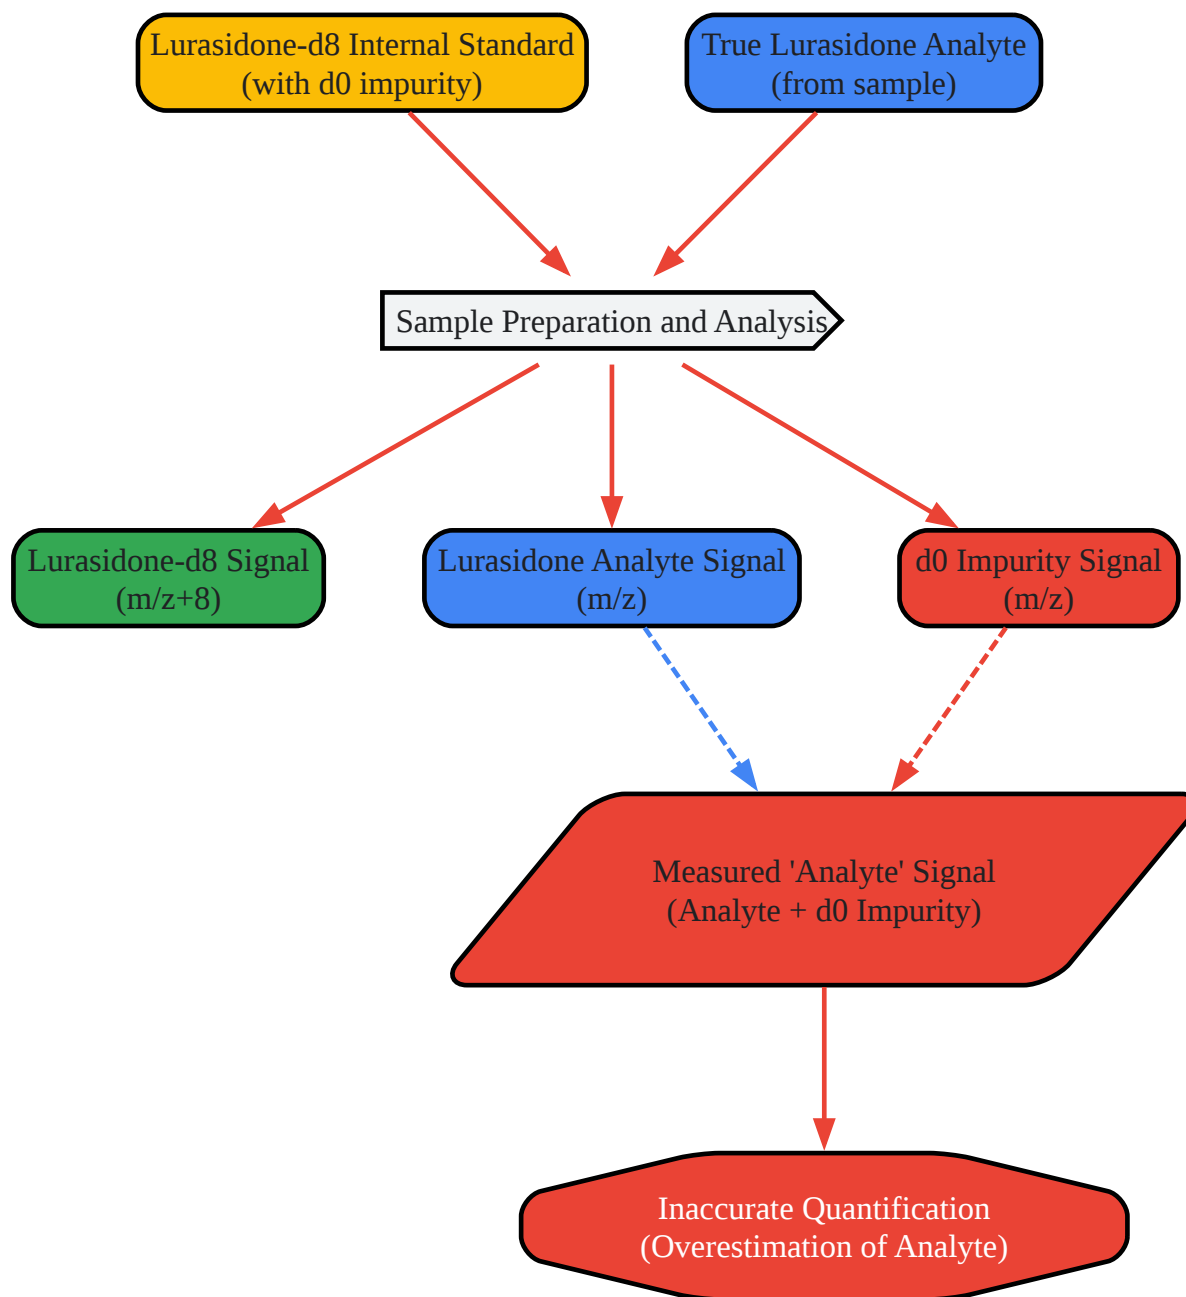 Lurasidone-d8 Internal Standard
(with d0 impurity)
True Lurasidone Analyte
(from sample)
Sample Preparation and Analysis
Lurasidone-d8 Signal
(m/z+8)
Lurasidone Analyte Signal
(m/z)
d0 Impurity Signal
(m/z)
Measured 'Analyte' Signal
(Analyte + d0 Impurity)
Inaccurate Quantification
(Overestimation of Analyte)